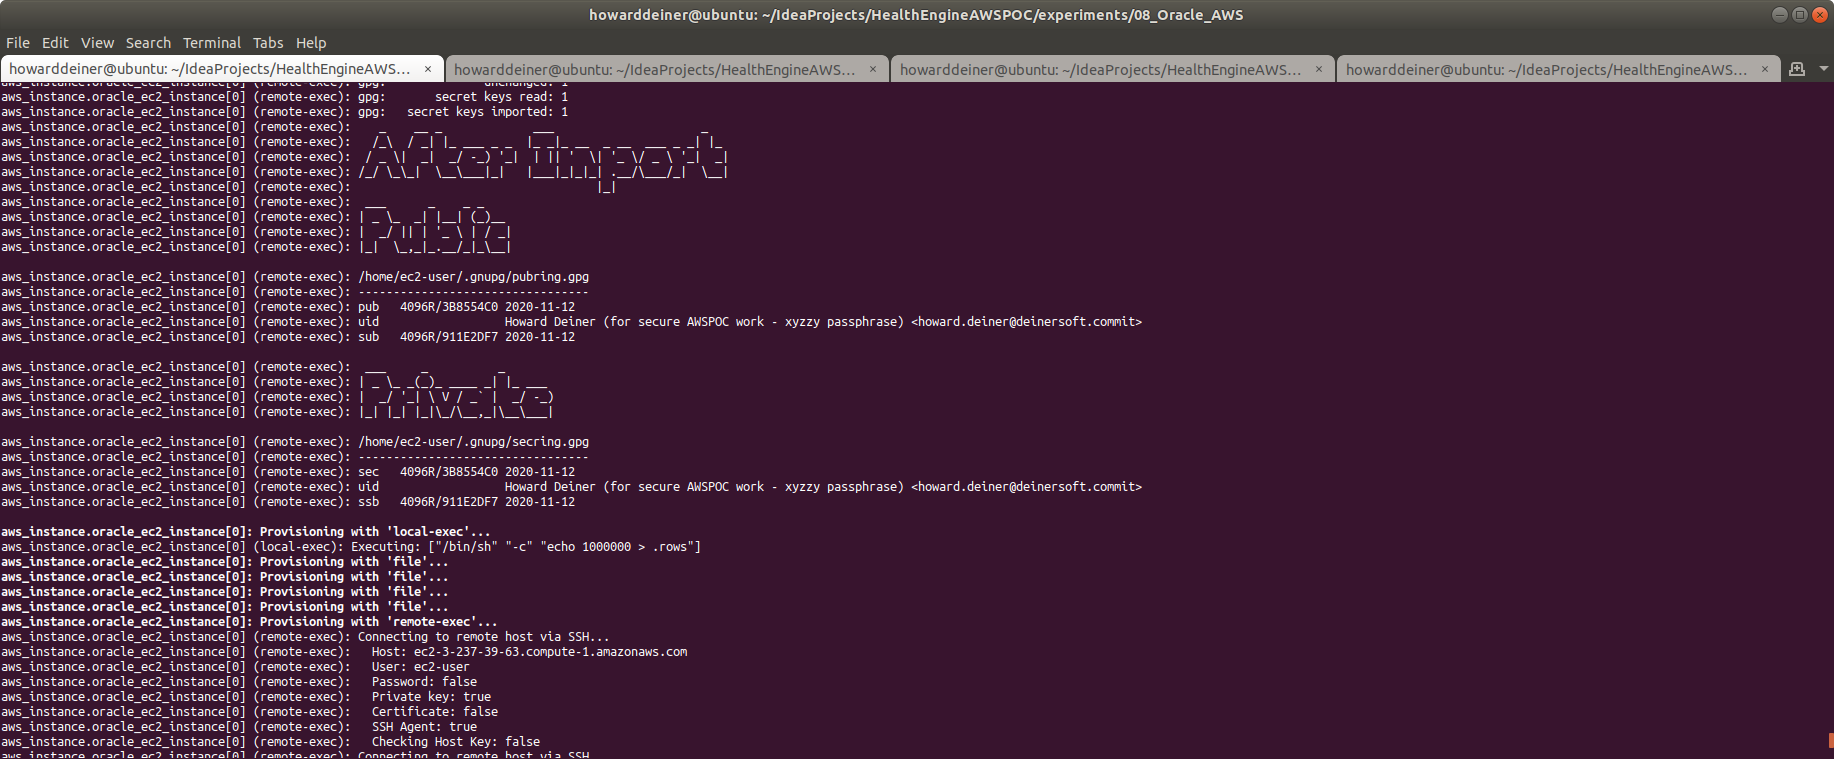 howarddeiner@ubuntu: ~/IdeaProjects/HealthEngineAWSPOC/experiments/08_Oracle_AWS
File Edit View Search Terminal Tabs Help
howarddeiner@ubuntu: ~/IdeaProjects/HealthEngineAWS... × howarddeiner@ubuntu: ~/IdeaProjects/HealthEngineAWS... × howarddeiner@ubuntu: ~/IdeaProjects/HealthEngineAWS... × howarddeiner@ubuntu: ~/IdeaProjects/HealthEngineAWS... ×
aws_instance.oracle_ec2_instance[0] (remote-exec): gpg:              unchanged: 1
aws_instance.oracle_ec2_instance[0] (remote-exec): gpg:       secret keys read: 1
aws_instance.oracle_ec2_instance[0] (remote-exec): gpg:   secret keys imported: 1
aws_instance.oracle_ec2_instance[0] (remote-exec):
aws_instance.oracle_ec2_instance[0] (remote-exec):
aws_instance.oracle_ec2_instance[0] (remote-exec): After Import
aws_instance.oracle_ec2_instance[0] (remote-exec):
aws_instance.oracle_ec2_instance[0] (remote-exec):
aws_instance.oracle_ec2_instance[0] (remote-exec):
aws_instance.oracle_ec2_instance[0] (remote-exec): Public
aws_instance.oracle_ec2_instance[0] (remote-exec):
aws_instance.oracle_ec2_instance[0] (remote-exec):
aws_instance.oracle_ec2_instance[0] (remote-exec): /home/ec2-user/.gnupg/pubring.gpg
aws_instance.oracle_ec2_instance[0] (remote-exec): ---------------------------------
aws_instance.oracle_ec2_instance[0] (remote-exec): pub   4096R/3B8554C0 2020-11-12
aws_instance.oracle_ec2_instance[0] (remote-exec): uid                  Howard Deiner (for secure AWSPOC work - xyzzy passphrase) <howard.deiner@deinersoft.commit>
aws_instance.oracle_ec2_instance[0] (remote-exec): sub   4096R/911E2DF7 2020-11-12
aws_instance.oracle_ec2_instance[0] (remote-exec):
aws_instance.oracle_ec2_instance[0] (remote-exec): Private
aws_instance.oracle_ec2_instance[0] (remote-exec):
aws_instance.oracle_ec2_instance[0] (remote-exec):
aws_instance.oracle_ec2_instance[0] (remote-exec): /home/ec2-user/.gnupg/secring.gpg
aws_instance.oracle_ec2_instance[0] (remote-exec): ---------------------------------
aws_instance.oracle_ec2_instance[0] (remote-exec): sec   4096R/3B8554C0 2020-11-12
aws_instance.oracle_ec2_instance[0] (remote-exec): uid                  Howard Deiner (for secure AWSPOC work - xyzzy passphrase) <howard.deiner@deinersoft.commit>
aws_instance.oracle_ec2_instance[0] (remote-exec): ssb   4096R/911E2DF7 2020-11-12
aws_instance.oracle_ec2_instance[0]: Provisioning with 'local-exec'...
aws_instance.oracle_ec2_instance[0] (local-exec): Executing: ["/bin/sh" "-c" "echo 1000000 > .rows"]
aws_instance.oracle_ec2_instance[0]: Provisioning with 'file'...
aws_instance.oracle_ec2_instance[0]: Provisioning with 'file'...
aws_instance.oracle_ec2_instance[0]: Provisioning with 'file'...
aws_instance.oracle_ec2_instance[0]: Provisioning with 'file'...
aws_instance.oracle_ec2_instance[0]: Provisioning with 'remote-exec'...
aws_instance.oracle_ec2_instance[0] (remote-exec): Connecting to remote host via SSH...
aws_instance.oracle_ec2_instance[0] (remote-exec):   Host: ec2-3-237-39-63.compute-1.amazonaws.com
aws_instance.oracle_ec2_instance[0] (remote-exec):   User: ec2-user
aws_instance.oracle_ec2_instance[0] (remote-exec):   Password: false
aws_instance.oracle_ec2_instance[0] (remote-exec):   Private key: true
aws_instance.oracle_ec2_instance[0] (remote-exec):   Certificate: false
aws_instance.oracle_ec2_instance[0] (remote-exec):   SSH Agent: true
aws_instance.oracle_ec2_instance[0] (remote-exec):   Checking Host Key: false
aws_instance.oracle_ec2_instance[0] (remote-exec): Connecting to remote host via SSH...